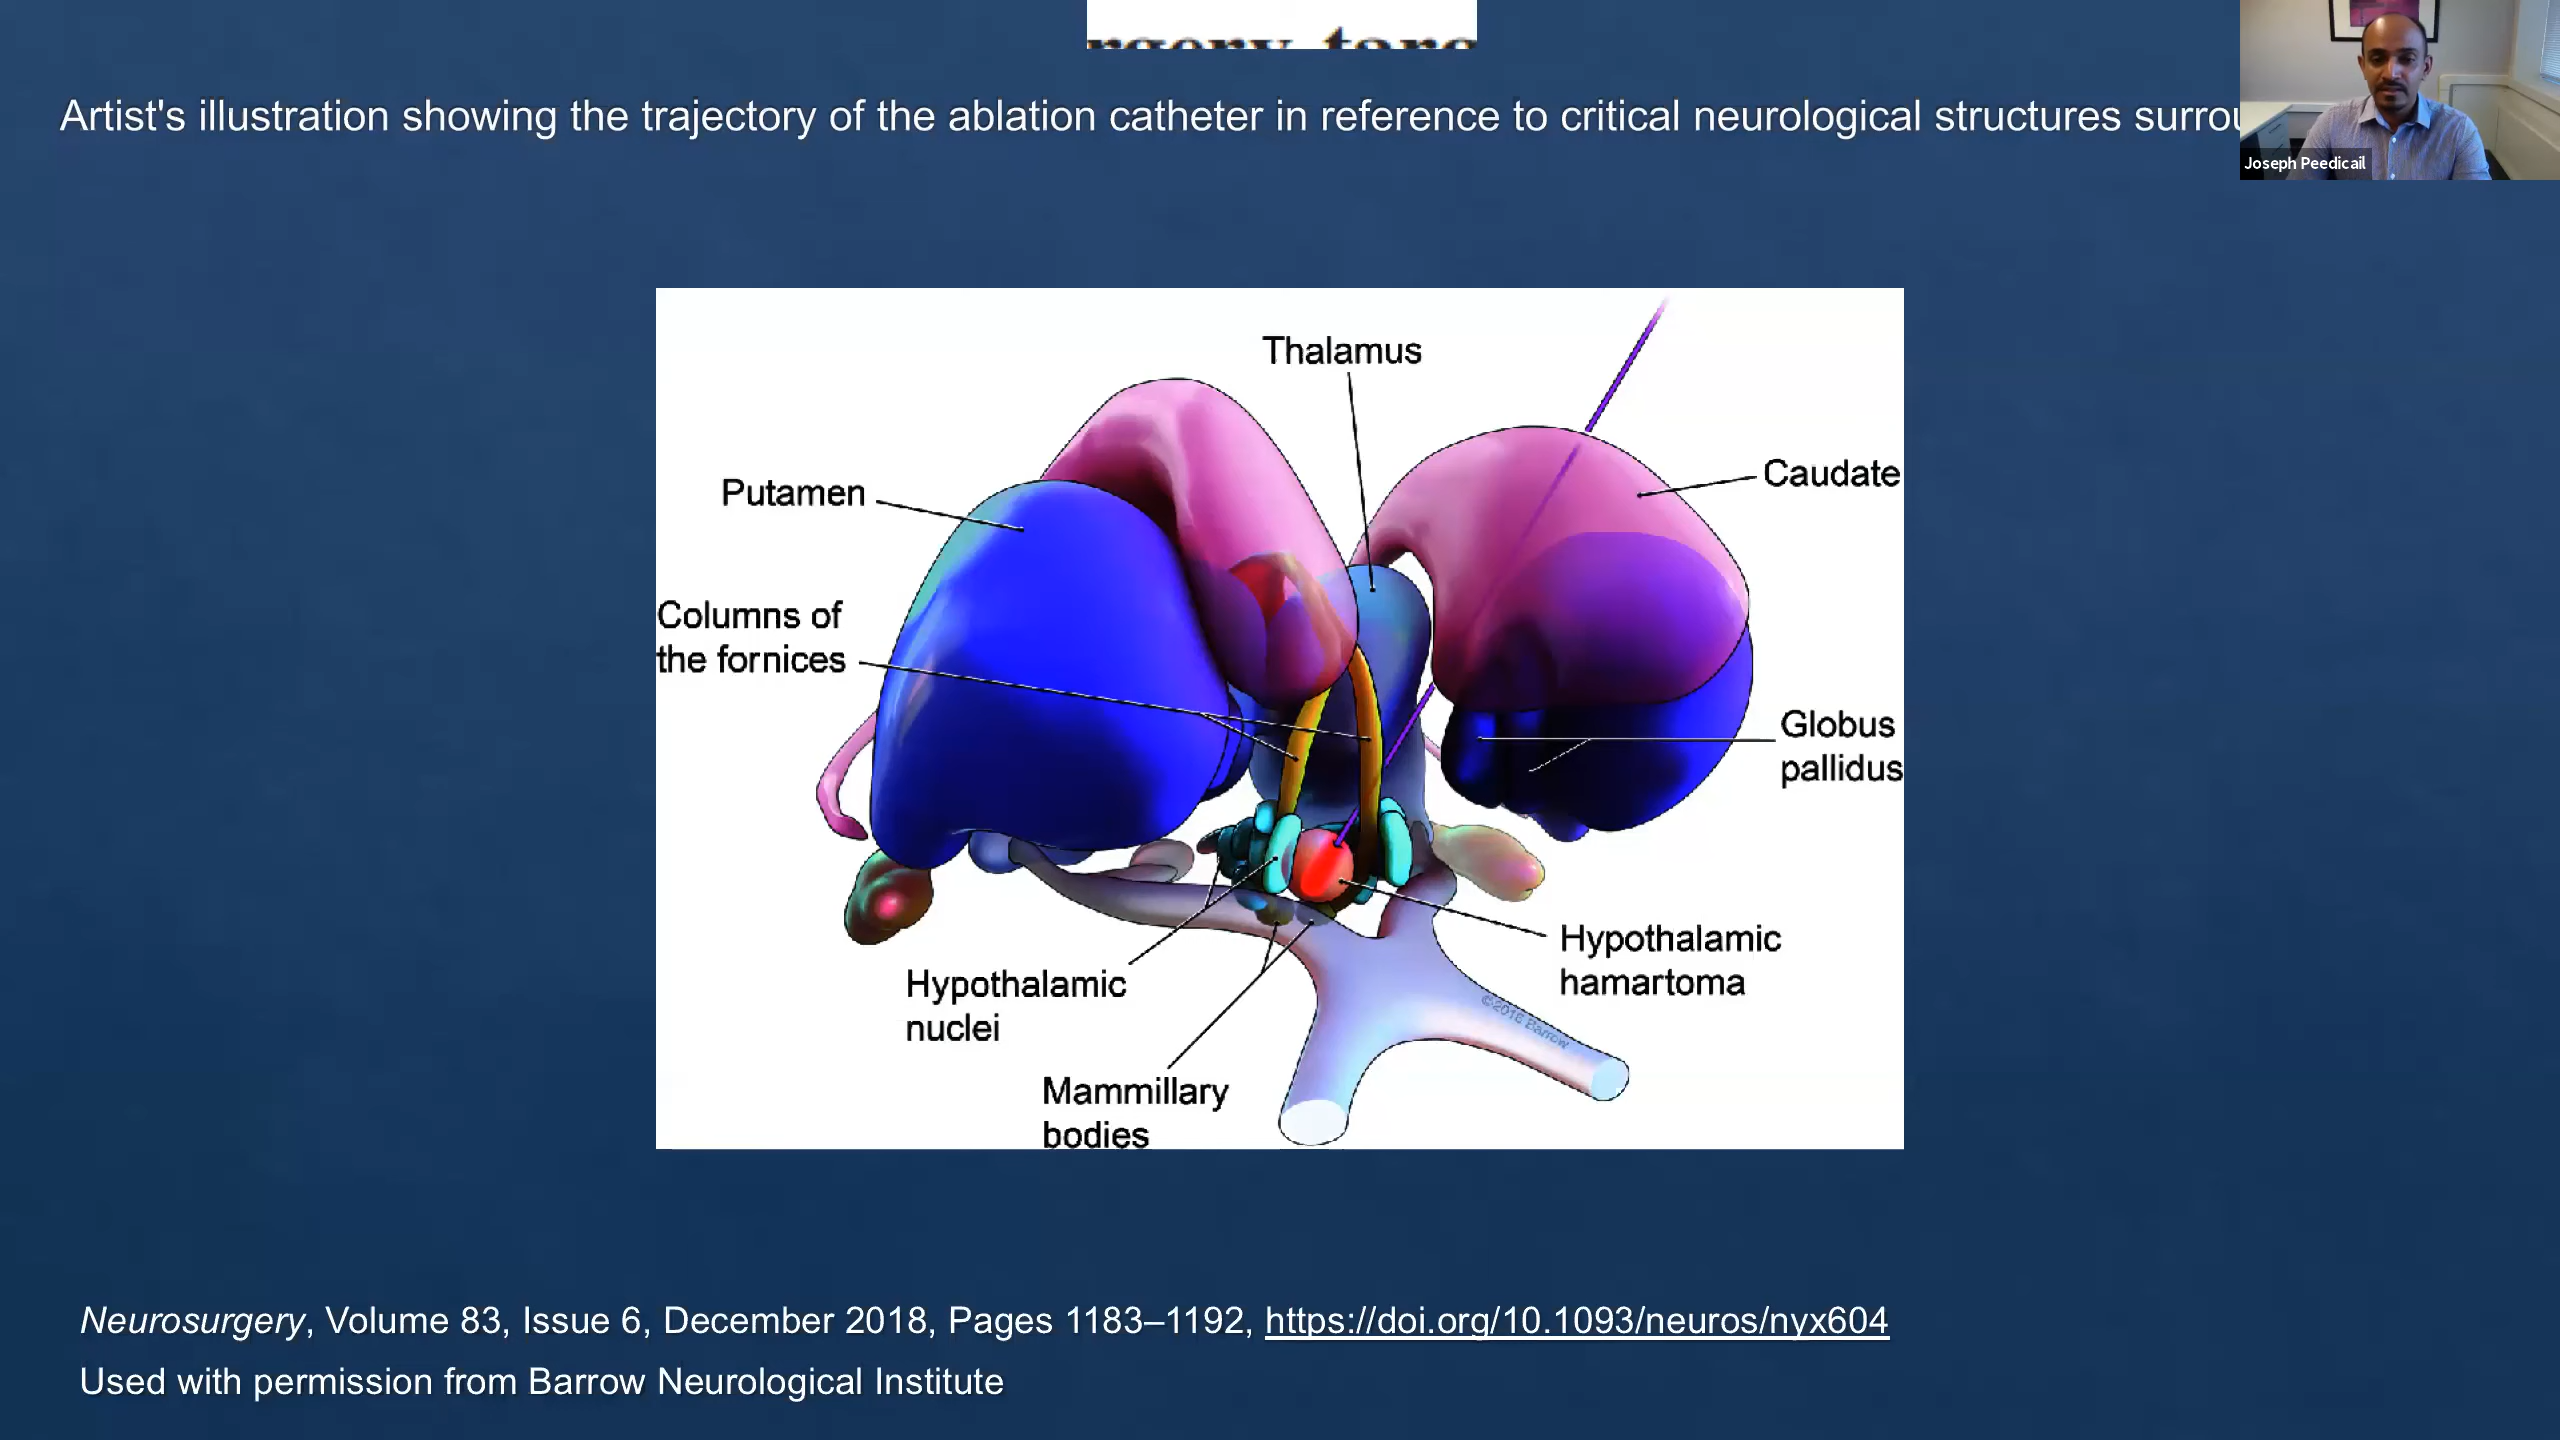 Artist's illustration showing the trajectory of the ablation catheter in reference to critical neurological structures
Joseph Peedicail
Thalamus
Caudate
Putamen
Columns of
the fornices
Globus
pallidus
Hypothalamic
hamartoma
Hypothalamic
nuclei
©2016 Barrow
Mammillary
bodies
Neurosurgery, Volume 83, Issue 6, December 2018, Pages 1183–1192, https://doi.org/10.1093/neuros/nyx604
Used with permission from Barrow Neurological Institute